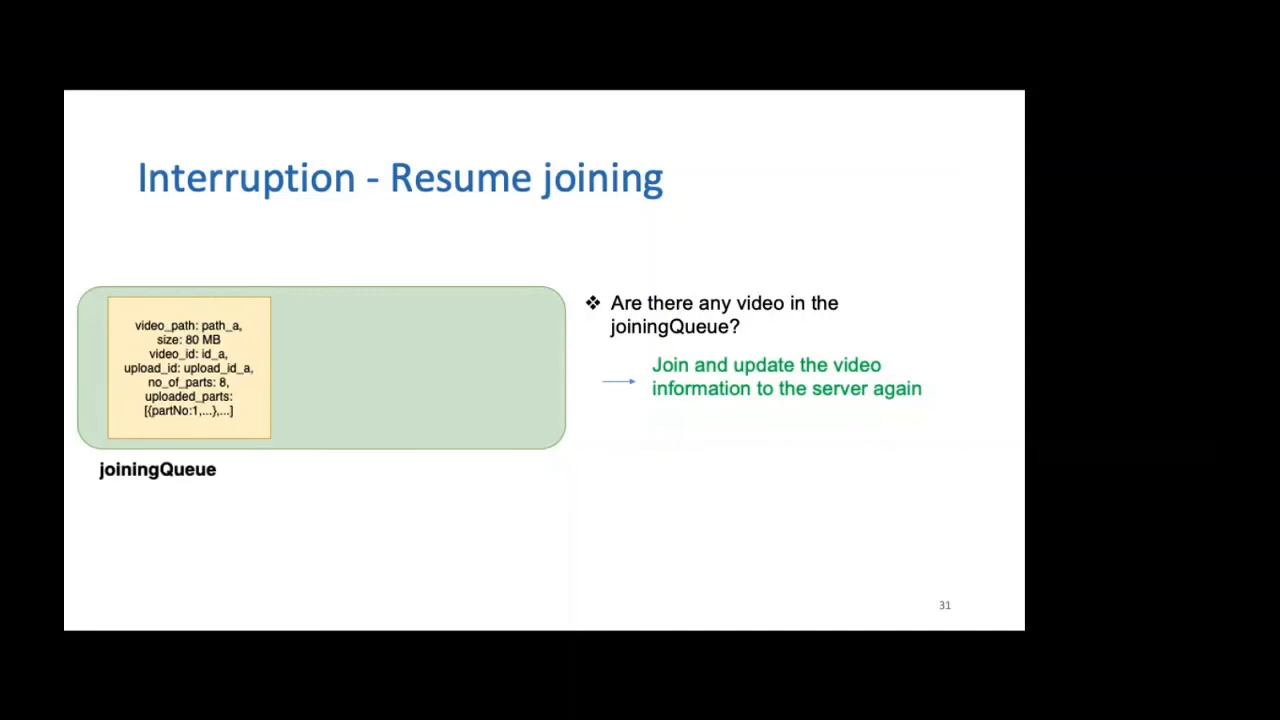 Interruption - Resume joining
video_path: path_a,
size: 80 MB
video_id: id_a,
upload_id: upload_id_a,
no_of_parts: 8,
uploaded_parts:
[{partNo:1,...},...]
joiningQueue
❖ Are there any video in the
joiningQueue?
Join and update the video
information to the server again
31